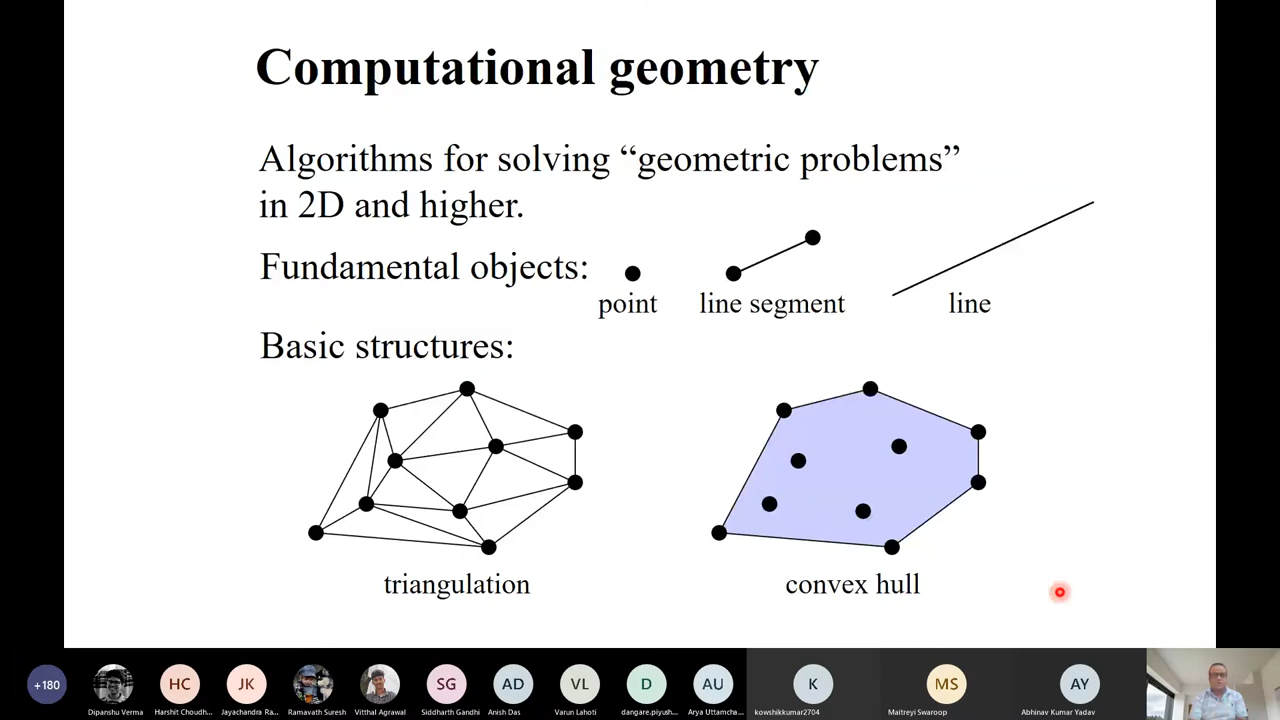 Computational geometry
Algorithms for solving “geometric problems”
in 2D and higher.
Fundamental objects:
point
line segment
line
Basic structures:
triangulation
convex hull
+180
HC
JK
SG
AD
VL
D
AU
K
MS
AY
Dipanshu Verma
Harshit Choudh...
Jayachandra Ra...
Ramavath Suresh
Vitthal Agrawal
Siddharth Gandhi
Anish Das
Varun Lahoti
dangare.piyush...
Arya Uttamcha...
kowshikkumar2704
Maitreyi Swaroop
Abhinav Kumar Yadav